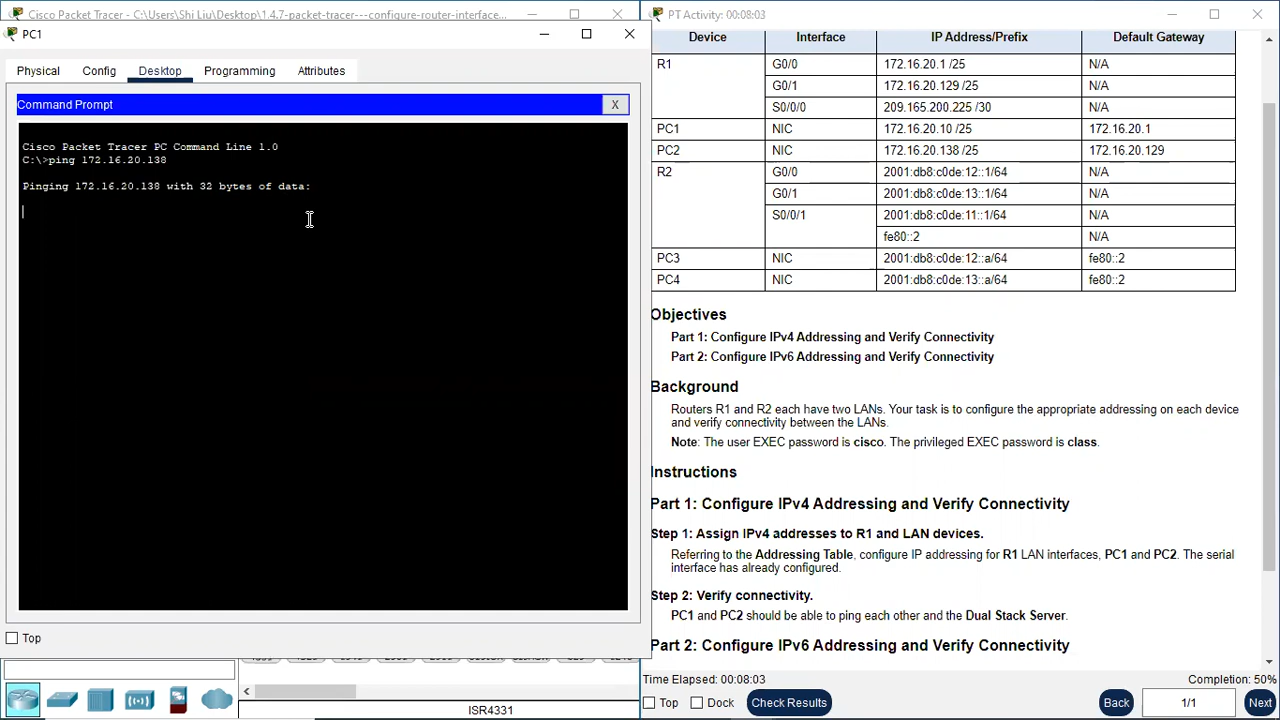 Cisco Packet Tracer - C:\Users\Shi Liu\Desktop\1.4.7-packet-tracer---configure-router-interface...
PC1
Physical Config Desktop Programming Attributes
Command Prompt X
Cisco Packet Tracer PC Command Line 1.0
C:\>ping 172.16.20.138
Pinging 172.16.20.138 with 32 bytes of data:
Top
ISR4331
PT Activity: 00:08:03
Device Interface IP Address/Prefix Default Gateway
R1 G0/0 172.16.20.1 /25 N/A
G0/1 172.16.20.129 /25 N/A
S0/0/0 209.165.200.225 /30 N/A
PC1 NIC 172.16.20.10 /25 172.16.20.1
PC2 NIC 172.16.20.138 /25 172.16.20.129
R2 G0/0 2001:db8:c0de:12::1/64 N/A
G0/1 2001:db8:c0de:13::1/64 N/A
S0/0/1 2001:db8:c0de:11::1/64 N/A
fe80::2 N/A
PC3 NIC 2001:db8:c0de:12::a/64 fe80::2
PC4 NIC 2001:db8:c0de:13::a/64 fe80::2
Objectives
Part 1: Configure IPv4 Addressing and Verify Connectivity
Part 2: Configure IPv6 Addressing and Verify Connectivity
Background
Routers R1 and R2 each have two LANs. Your task is to configure the appropriate addressing on each device
and verify connectivity between the LANs.
Note: The user EXEC password is cisco. The privileged EXEC password is class.
Instructions
Part 1: Configure IPv4 Addressing and Verify Connectivity
Step 1: Assign IPv4 addresses to R1 and LAN devices.
Referring to the Addressing Table, configure IP addressing for R1 LAN interfaces, PC1 and PC2. The serial
interface has already configured.
Step 2: Verify connectivity.
PC1 and PC2 should be able to ping each other and the Dual Stack Server.
Part 2: Configure IPv6 Addressing and Verify Connectivity
Time Elapsed: 00:08:03 Completion: 50%
Top Dock Check Results Back 1/1 Next